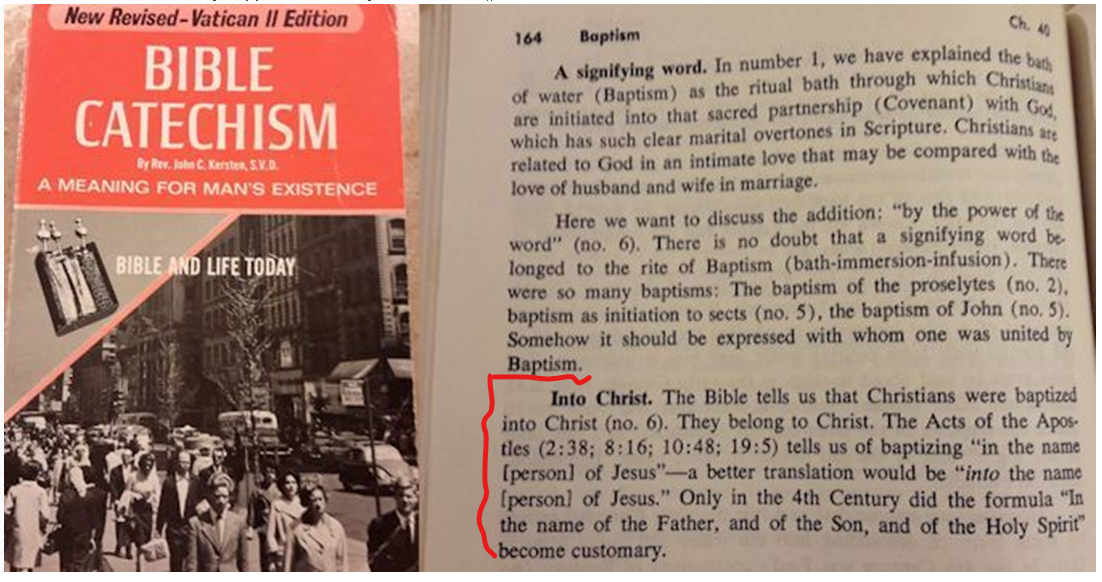 New Revised-Vatican II Edition
BIBLE
CATECHISM
By Rev. John C. Kersten, S.V.D.
A MEANING FOR MAN'S EXISTENCE
BIBLE AND LIFE TODAY
164 Baptism Ch. 40
A signifying word. In number 1, we have explained the bath
of water (Baptism) as the ritual bath through which Christians
are initiated into that sacred partnership (Covenant) with God,
which has such clear marital overtones in Scripture. Christians are
related to God in an intimate love that may be compared with the
love of husband and wife in marriage.
Here we want to discuss the addition: "by the power of the
word" (no. 6). There is no doubt that a signifying word be-
longed to the rite of Baptism (bath-immersion-infusion). There
were so many baptisms: The baptism of the proselytes (no. 2),
baptism as initiation to sects (no. 5), the baptism of John (no. 5).
Somehow it should be expressed with whom one was united by
Baptism.
Into Christ. The Bible tells us that Christians were baptized
into Christ (no. 6). They belong to Christ. The Acts of the Apos-
tles (2:38; 8:16; 10:48; 19:5) tells us of baptizing "in the name
[person] of Jesus"—a better translation would be "into the name
[person] of Jesus." Only in the 4th Century did the formula "In
the name of the Father, and of the Son, and of the Holy Spirit"
become customary.